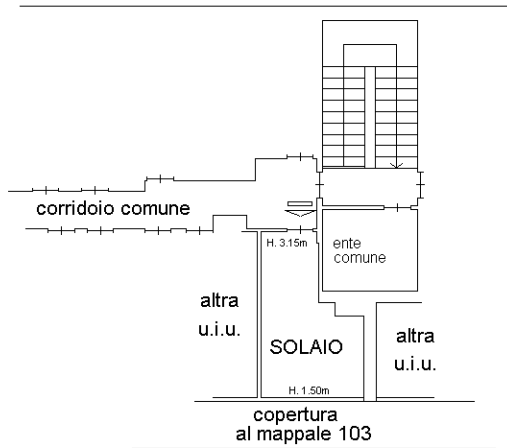 corridoio comune
H. 3.15m
ente
comune
altra
u.i.u.
SOLAIO
altra
u.i.u.
H. 1.50m
copertura
al mappale 103